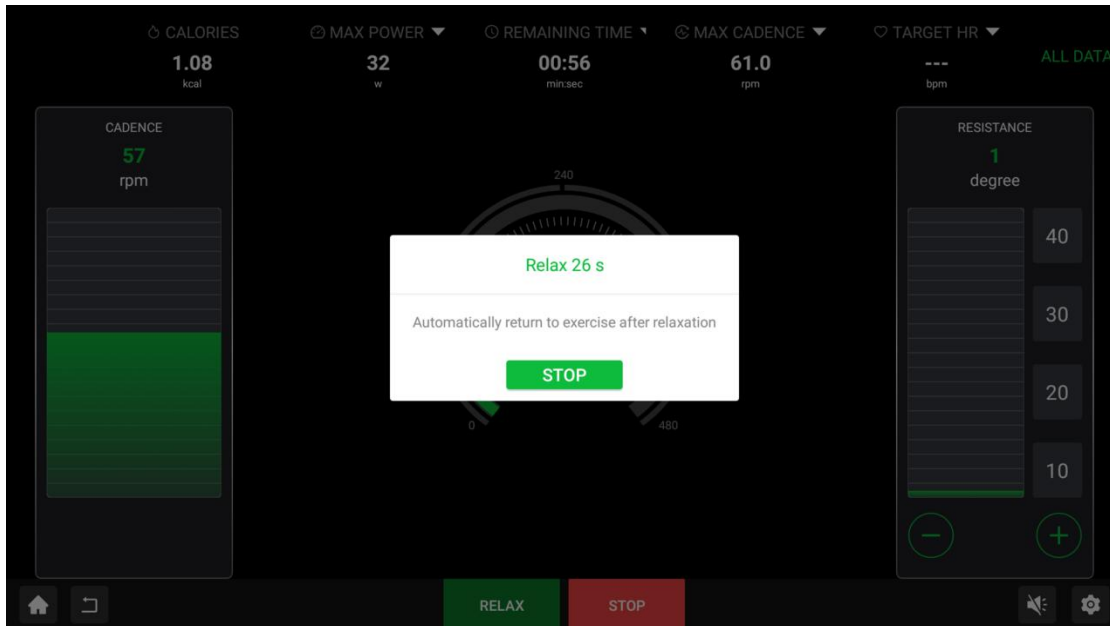 CALORIES
1.08
kcal
MAX POWER
32
w
REMAINING TIME
00:56
min:sec
MAX CADENCE
61.0
rpm
TARGET HR
---
bpm
ALL DATA
CADENCE
57
rpm
240
0
480
Relax 26 s
Automatically return to exercise after relaxation
STOP
RESISTANCE
1
degree
40
30
20
10
RELAX
STOP